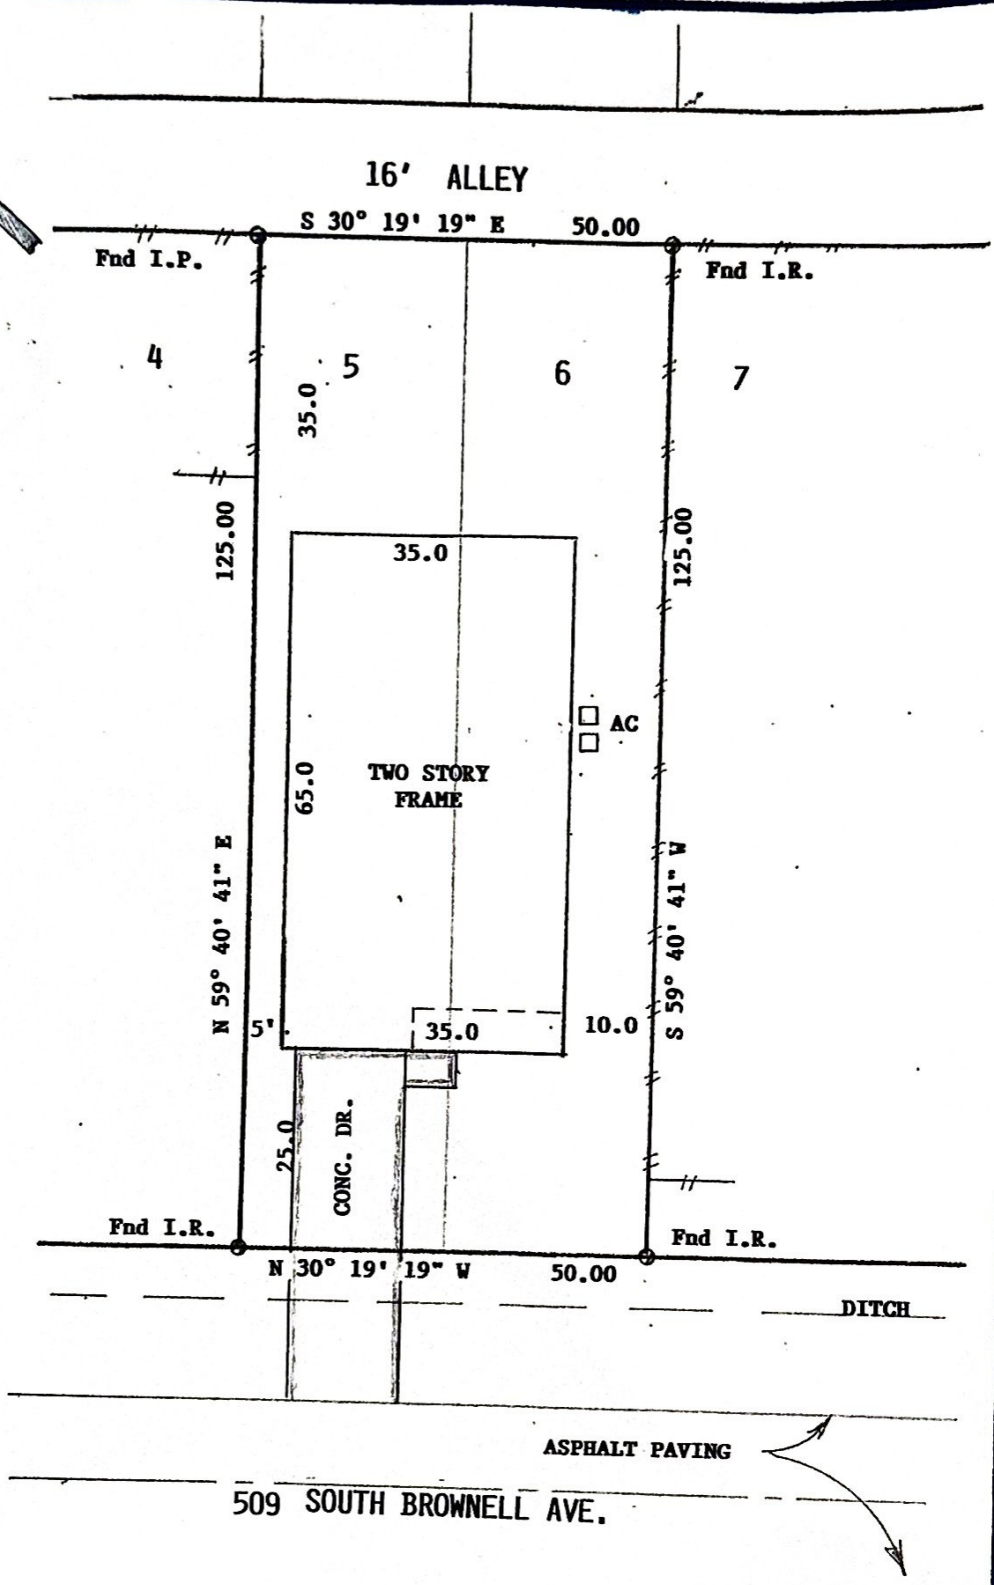 16' ALLEY
S 30° 19' 19" E 50.00
Fnd I.P.
Fnd I.R.
4
5
6
7
35.0
125.00
125.00
35.0
AC
TWO STORY
FRAME
65.0
N 59° 40' 41" E
S 59° 40' 41" W
5'
35.0
10.0
25.0
CONC. DR.
Fnd I.R.
Fnd I.R.
N 30° 19' 19" W 50.00
DITCH
ASPHALT PAVING
509 SOUTH BROWNELL AVE.